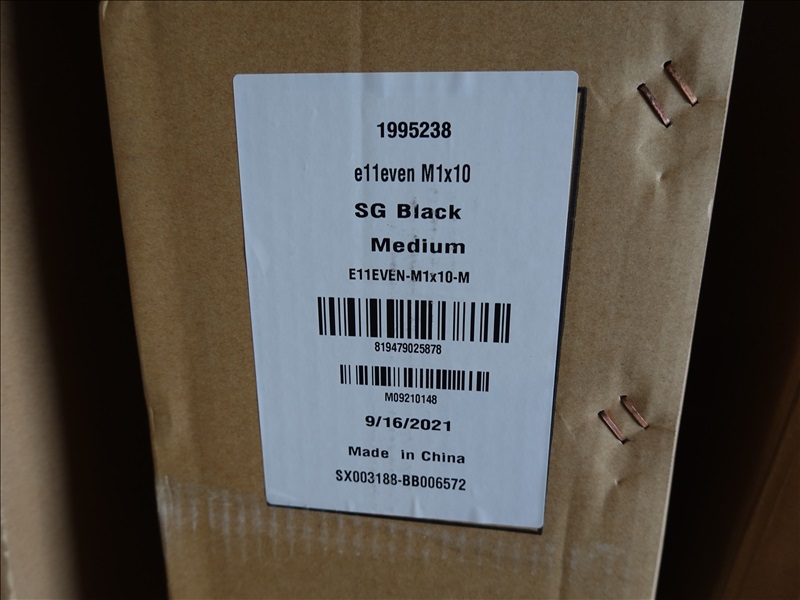 1995238
e11even M1x10
SG Black
Medium
E11EVEN-M1x10-M
819479025878
M09210148
9/16/2021
Made in China
SX003188-BB006572